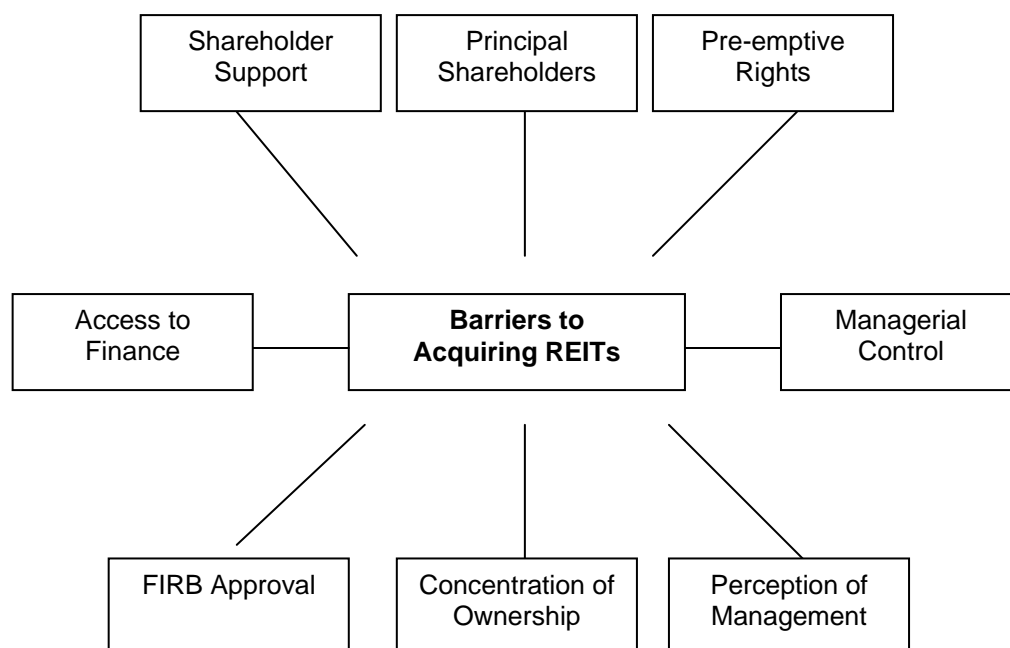 Shareholder
Support
Principal
Shareholders
Pre-emptive
Rights
Access to
Finance
Barriers to
Acquiring REITs
Managerial
Control
FIRB Approval
Concentration of
Ownership
Perception of
Management